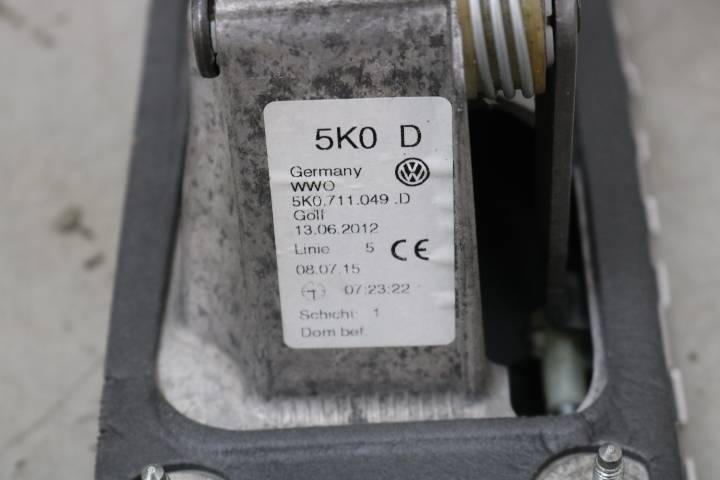 5K0 D
Germany
WWO
5K0.711.049 .D
Golf
13.06.2012
Linie 5 CE
08.07.15
07:23:22
Schicht: 1
Dom bef.